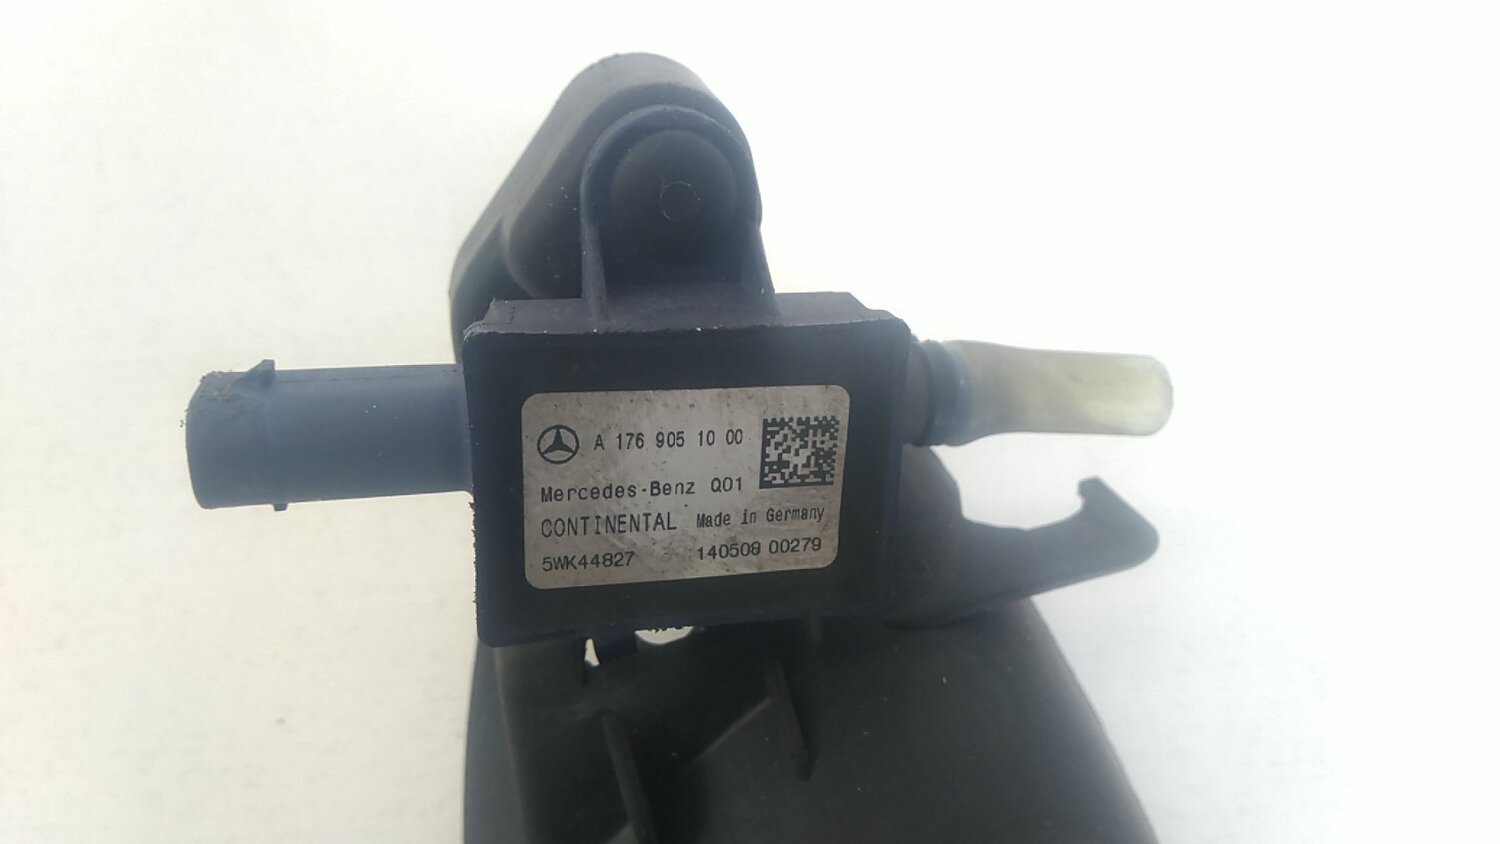 A 176 905 10 00
Mercedes-Benz Q01
CONTINENTAL Made in Germany
5WK44827 140508 00279